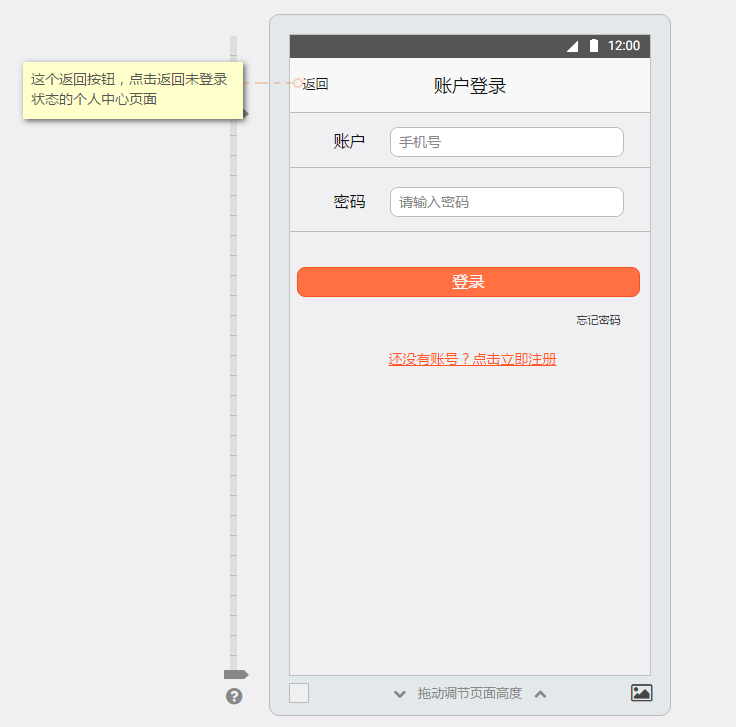 12:00
这个返回按钮，点击返回未登录
状态的个人中心页面
返回
账户登录
账户
手机号
密码
请输入密码
登录
忘记密码
还没有账号？点击立即注册
拖动调节页面高度
?